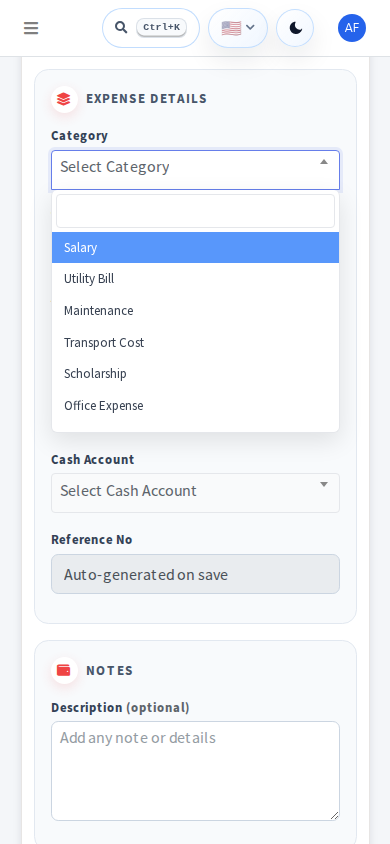 Ctrl+K
AF
EXPENSE DETAILS
Category
Select Category
Salary
Utility Bill
Maintenance
Transport Cost
Scholarship
Office Expense
Cash Account
Select Cash Account
Reference No
Auto-generated on save
NOTES
Description (optional)
Add any note or details